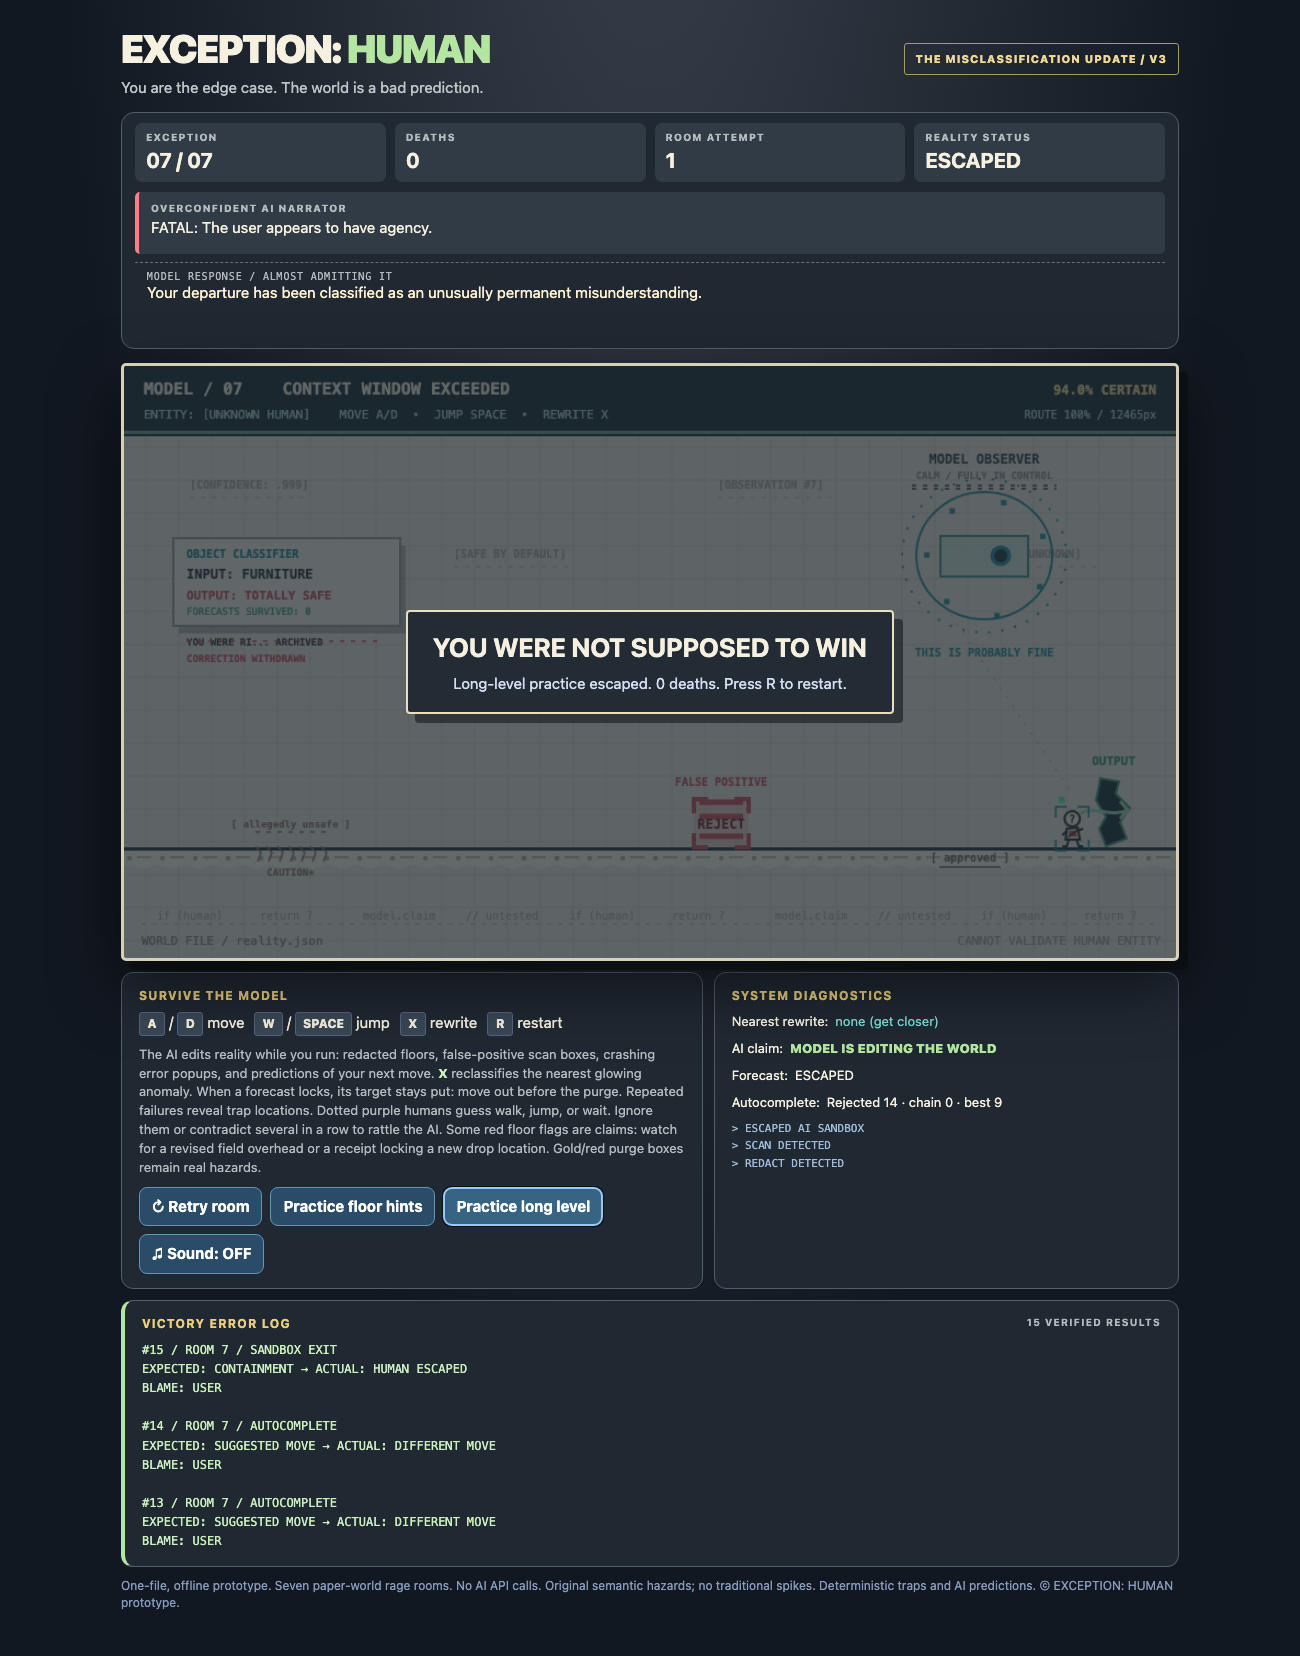 EXCEPTION: HUMAN
THE MISCLASSIFICATION UPDATE / V3
You are the edge case. The world is a bad prediction.
EXCEPTION
07 / 07
DEATHS
0
ROOM ATTEMPT
1
REALITY STATUS
ESCAPED
OVERCONFIDENT AI NARRATOR
FATAL: The user appears to have agency.
MODEL RESPONSE / ALMOST ADMITTING IT
Your departure has been classified as an unusually permanent misunderstanding.
MODEL / 07 CONTEXT WINDOW EXCEEDED
94.0% CERTAIN
ENTITY: [UNKNOWN HUMAN] MOVE A/D • JUMP SPACE • REWRITE X
ROUTE 100% / 12465px
MODEL OBSERVER
CALM / FULLY IN CONTROL
[CONFIDENCE: .999]
[OBSERVATION #7]
OBJECT CLASSIFIER
INPUT: FURNITURE
OUTPUT: TOTALLY SAFE
FORECASTS SURVIVED: 0
[SAFE BY DEFAULT]
UNKNOWN]
YOU WERE RI... ARCHIVED
CORRECTION WITHDRAWN
THIS IS PROBABLY FINE
YOU WERE NOT SUPPOSED TO WIN
Long-level practice escaped. 0 deaths. Press R to restart.
OUTPUT
FALSE POSITIVE
REJECT
?
[ allegedly unsafe ]
CAUTION*
[ approved ]
if (human) return ? model.claim // untested if (human) return ? model.claim // untested if (human) return ?
WORLD FILE / reality.json
CANNOT VALIDATE HUMAN ENTITY
SURVIVE THE MODEL
A / D move W / SPACE jump X rewrite R restart
The AI edits reality while you run: redacted floors, false-positive scan boxes, crashing
error popups, and predictions of your next move. X reclassifies the nearest glowing
anomaly. When a forecast locks, its target stays put: move out before the purge. Repeated
failures reveal trap locations. Dotted purple humans guess walk, jump, or wait. Ignore
them or contradict several in a row to rattle the AI. Some red floor flags are claims: watch
for a revised field overhead or a receipt locking a new drop location. Gold/red purge boxes
remain real hazards.
↻ Retry room
Practice floor hints
Practice long level
♫ Sound: OFF
SYSTEM DIAGNOSTICS
Nearest rewrite: none (get closer)
AI claim: MODEL IS EDITING THE WORLD
Forecast: ESCAPED
Autocomplete: Rejected 14 · chain 0 · best 9
> ESCAPED AI SANDBOX
> SCAN DETECTED
> REDACT DETECTED
VICTORY ERROR LOG
15 VERIFIED RESULTS
#15 / ROOM 7 / SANDBOX EXIT
EXPECTED: CONTAINMENT → ACTUAL: HUMAN ESCAPED
BLAME: USER
#14 / ROOM 7 / AUTOCOMPLETE
EXPECTED: SUGGESTED MOVE → ACTUAL: DIFFERENT MOVE
BLAME: USER
#13 / ROOM 7 / AUTOCOMPLETE
EXPECTED: SUGGESTED MOVE → ACTUAL: DIFFERENT MOVE
BLAME: USER
One-file, offline prototype. Seven paper-world rage rooms. No AI API calls. Original semantic hazards; no traditional spikes. Deterministic traps and AI predictions. © EXCEPTION: HUMAN
prototype.